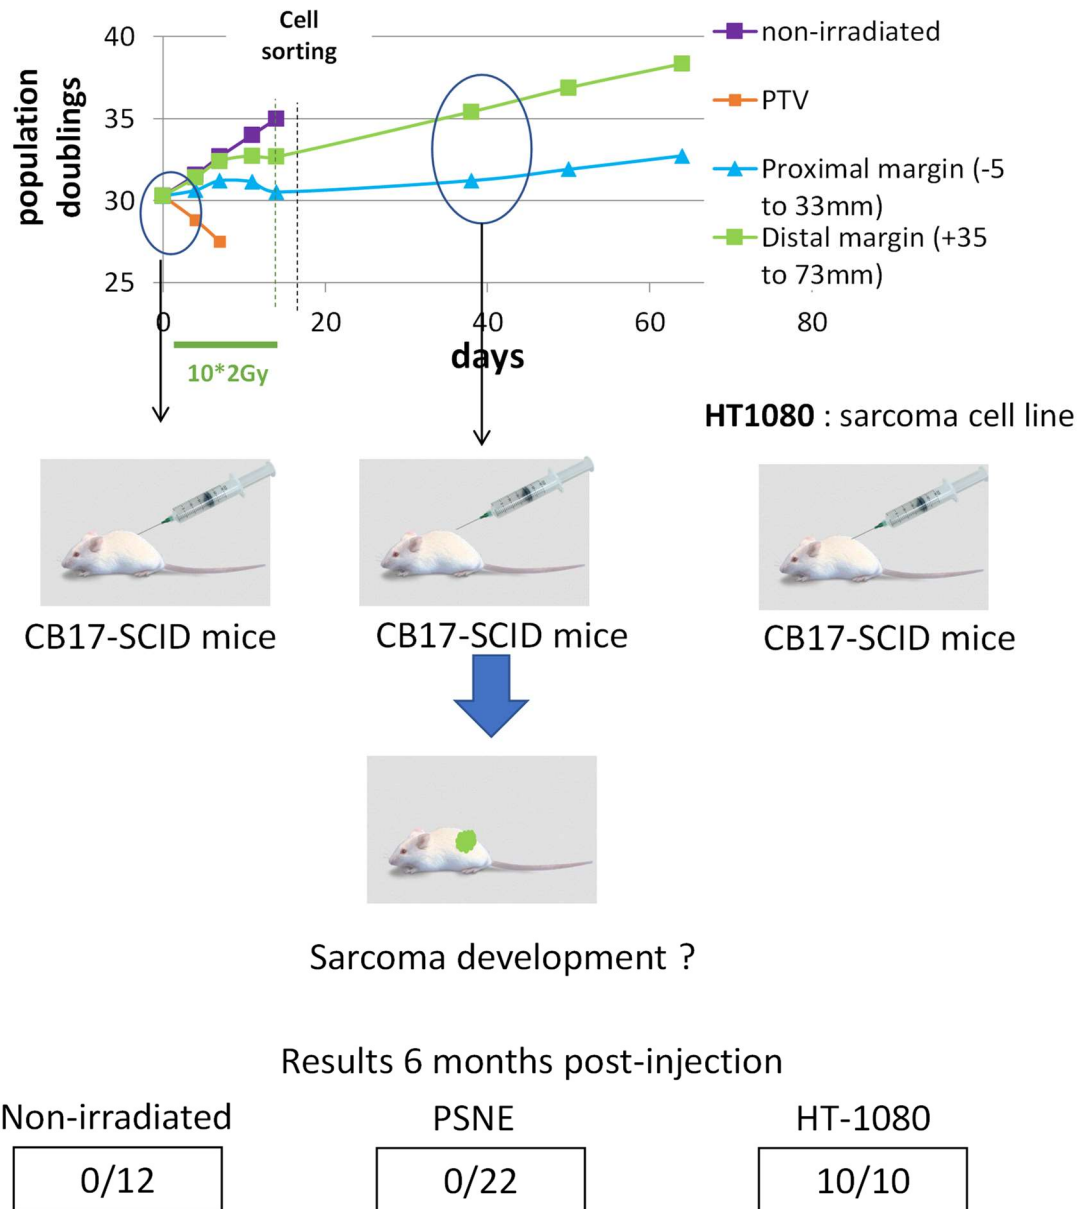 Cell
sorting
population
doublings
40
35
30
25
0
20
40
60
80
days
10*2Gy
non-irradiated
PTV
Proximal margin (-5
to 33mm)
Distal margin (+35
to 73mm)
HT1080 : sarcoma cell line
CB17-SCID mice
CB17-SCID mice
CB17-SCID mice
Sarcoma development ?
Results 6 months post-injection
Non-irradiated
PSNE
HT-1080
0/12
0/22
10/10